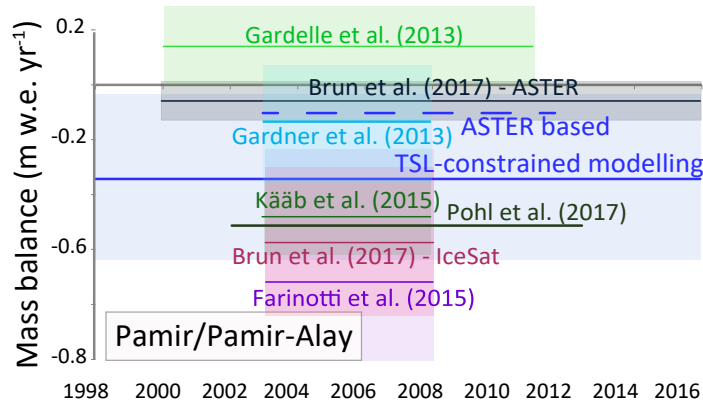 0.2
Gardelle et al. (2013)
Brun et al. (2017) - ASTER
-0.2
Gardner et al. (2013)
ASTER based
TSL-constrained modelling
Kääb et al. (2015)
Pohl et al. (2017)
-0.6
Brun et al. (2017) - IceSat
Farinotti et al. (2015)
Pamir/Pamir-Alay
-0.8
Mass balance (m w.e. yr⁻¹)
1998 2000 2002 2004 2006 2008 2010 2012 2014 2016